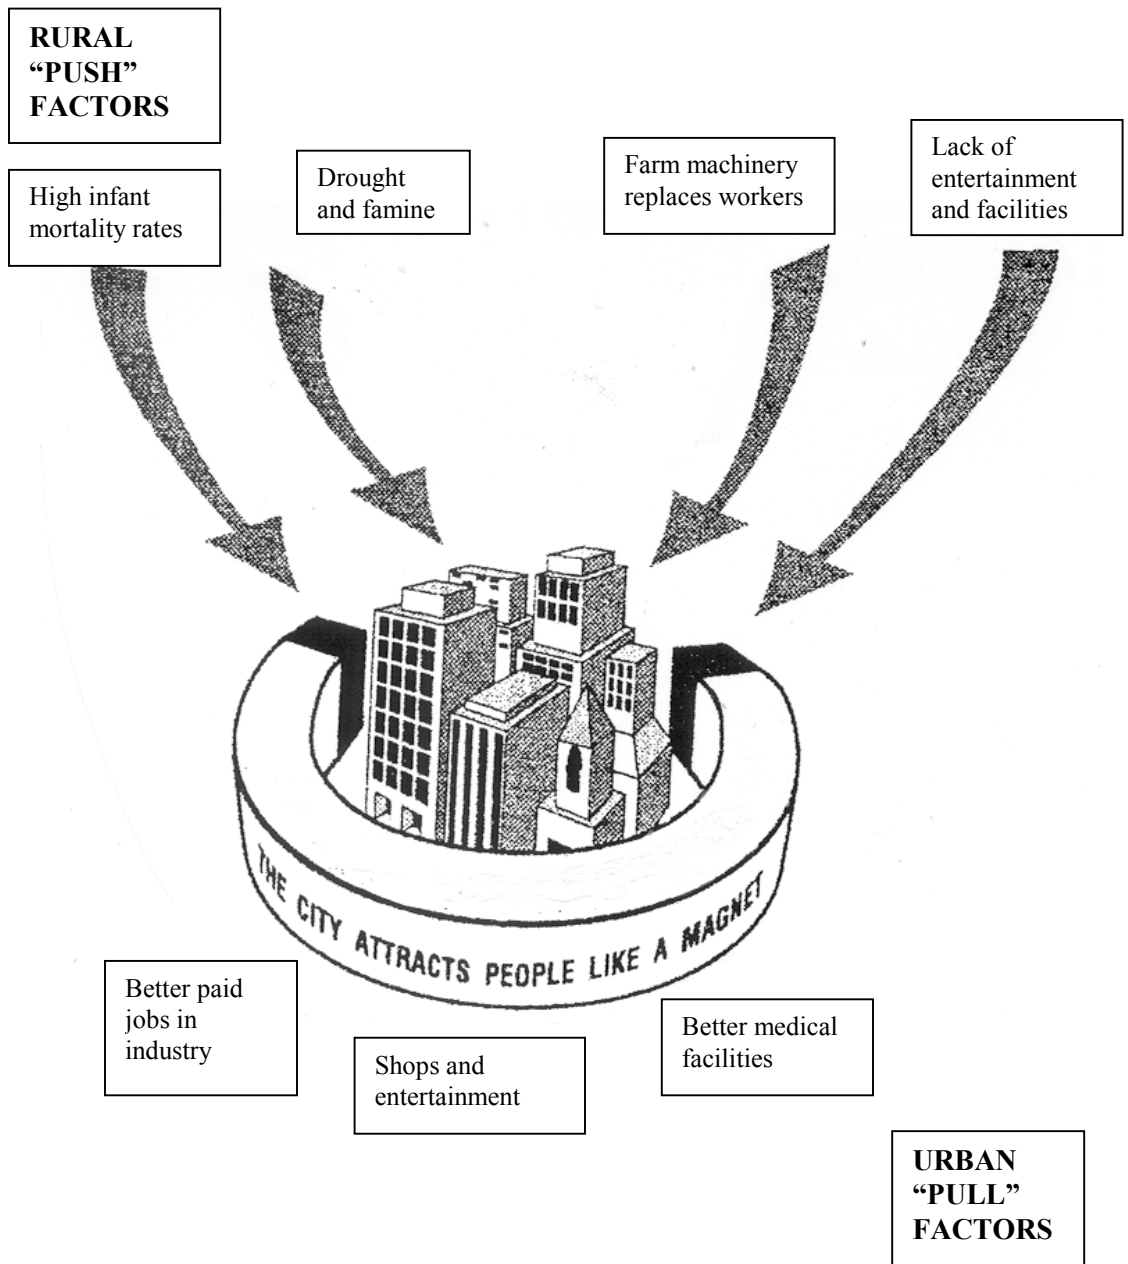 RURAL
“PUSH”
FACTORS
High infant
mortality rates
Drought
and famine
Farm machinery
replaces workers
Lack of
entertainment
and facilities
THE CITY ATTRACTS PEOPLE LIKE A MAGNET
Better paid
jobs in
industry
Shops and
entertainment
Better medical
facilities
URBAN
“PULL”
FACTORS